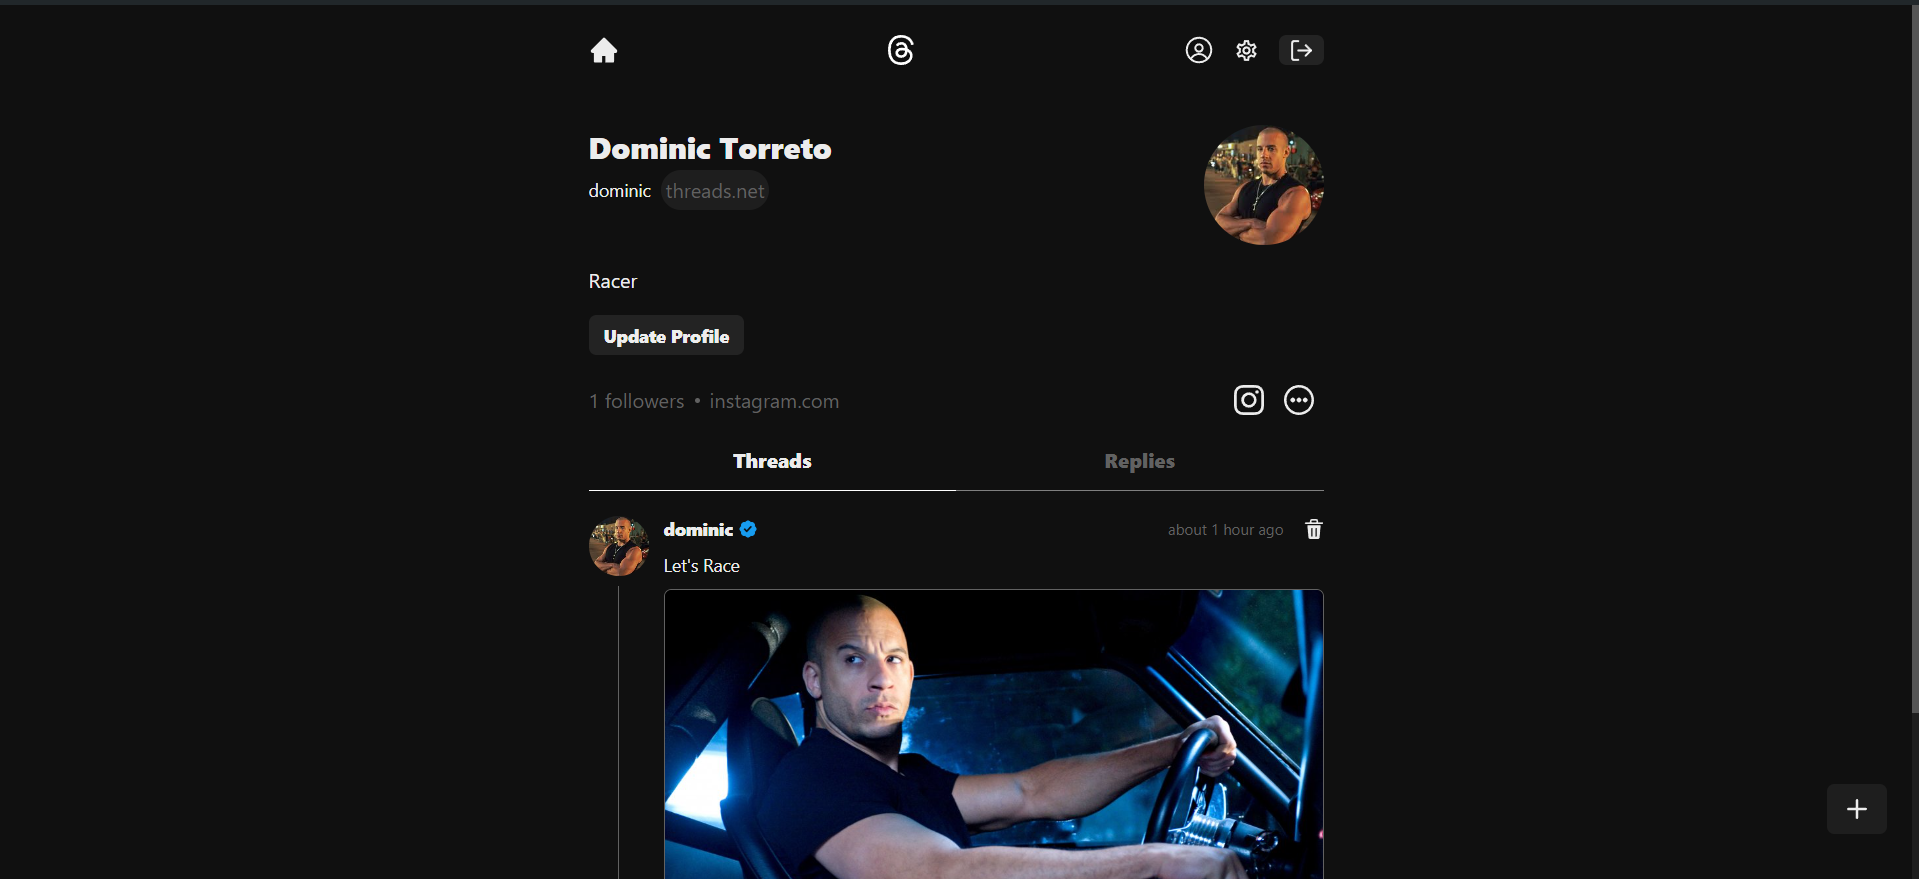 Dominic Torreto
dominic threads.net
Racer
Update Profile
1 followers • instagram.com
Threads Replies
dominic about 1 hour ago
Let's Race